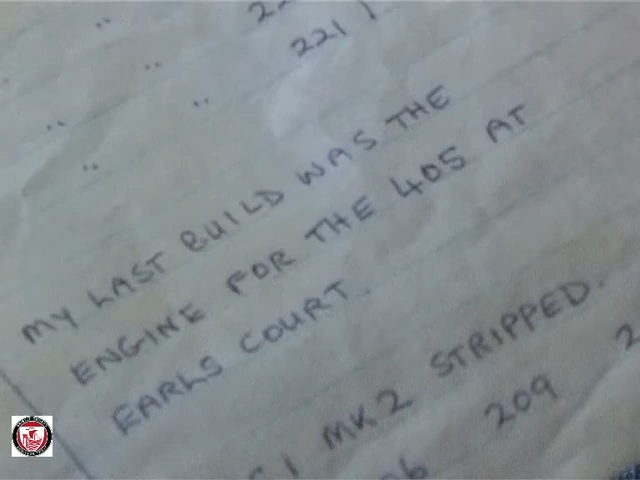 221
MY LAST BUILD WAS THE
ENGINE FOR THE 405 AT
EARLS COURT.
MK2 STRIPPED.
209